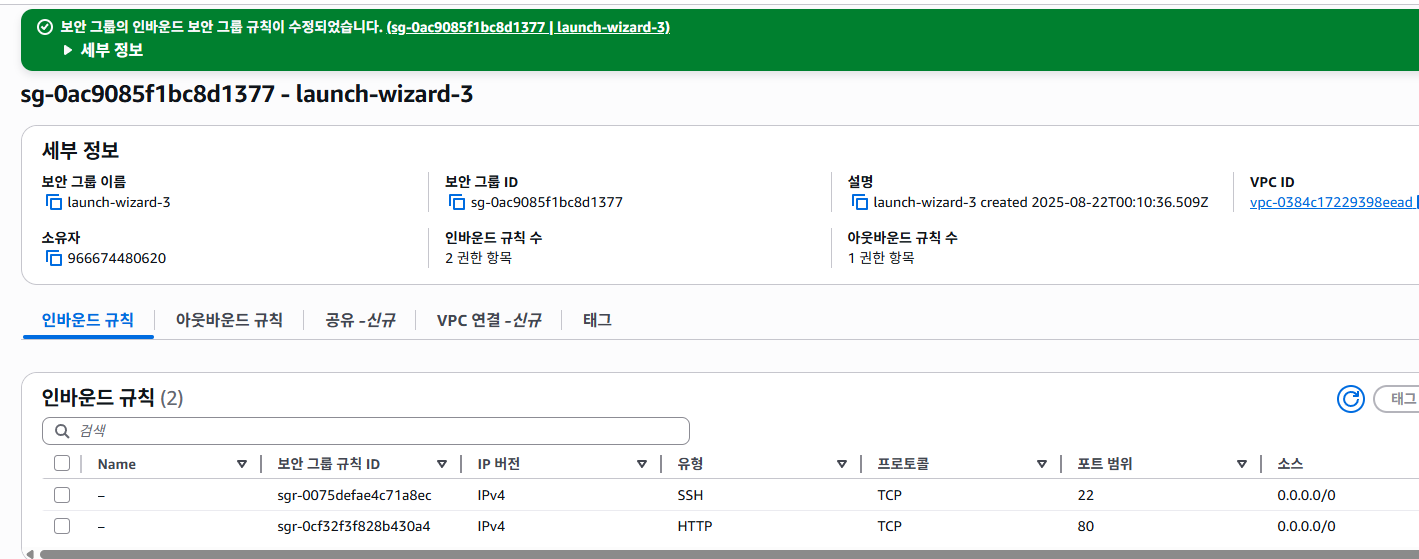 보안 그룹의 인바운드 보안 그룹 규칙이 수정되었습니다. (sg-0ac9085f1bc8d1377 | launch-wizard-3)
세부 정보
sg-0ac9085f1bc8d1377 - launch-wizard-3
세부 정보
보안 그룹 이름 보안 그룹 ID 설명 VPC ID
launch-wizard-3 sg-0ac9085f1bc8d1377 launch-wizard-3 created 2025-08-22T00:10:36.509Z vpc-0384c17229398eead
소유자 인바운드 규칙 수 아웃바운드 규칙 수
966674480620 2 권한 항목 1 권한 항목
인바운드 규칙 아웃바운드 규칙 공유 -신규 VPC 연결 -신규 태그
인바운드 규칙 (2) 태그
검색
Name 보안 그룹 규칙 ID IP 버전 유형 프로토콜 포트 범위 소스
– sgr-0075defae4c71a8ec IPv4 SSH TCP 22 0.0.0.0/0
– sgr-0cf32f3f828b430a4 IPv4 HTTP TCP 80 0.0.0.0/0